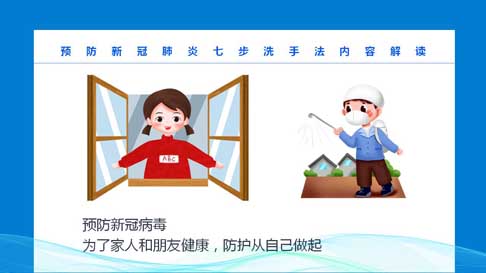 预防新冠肺炎七步洗手法内容解读
ABC
预防新冠病毒
为了家人和朋友健康，防护从自己做起